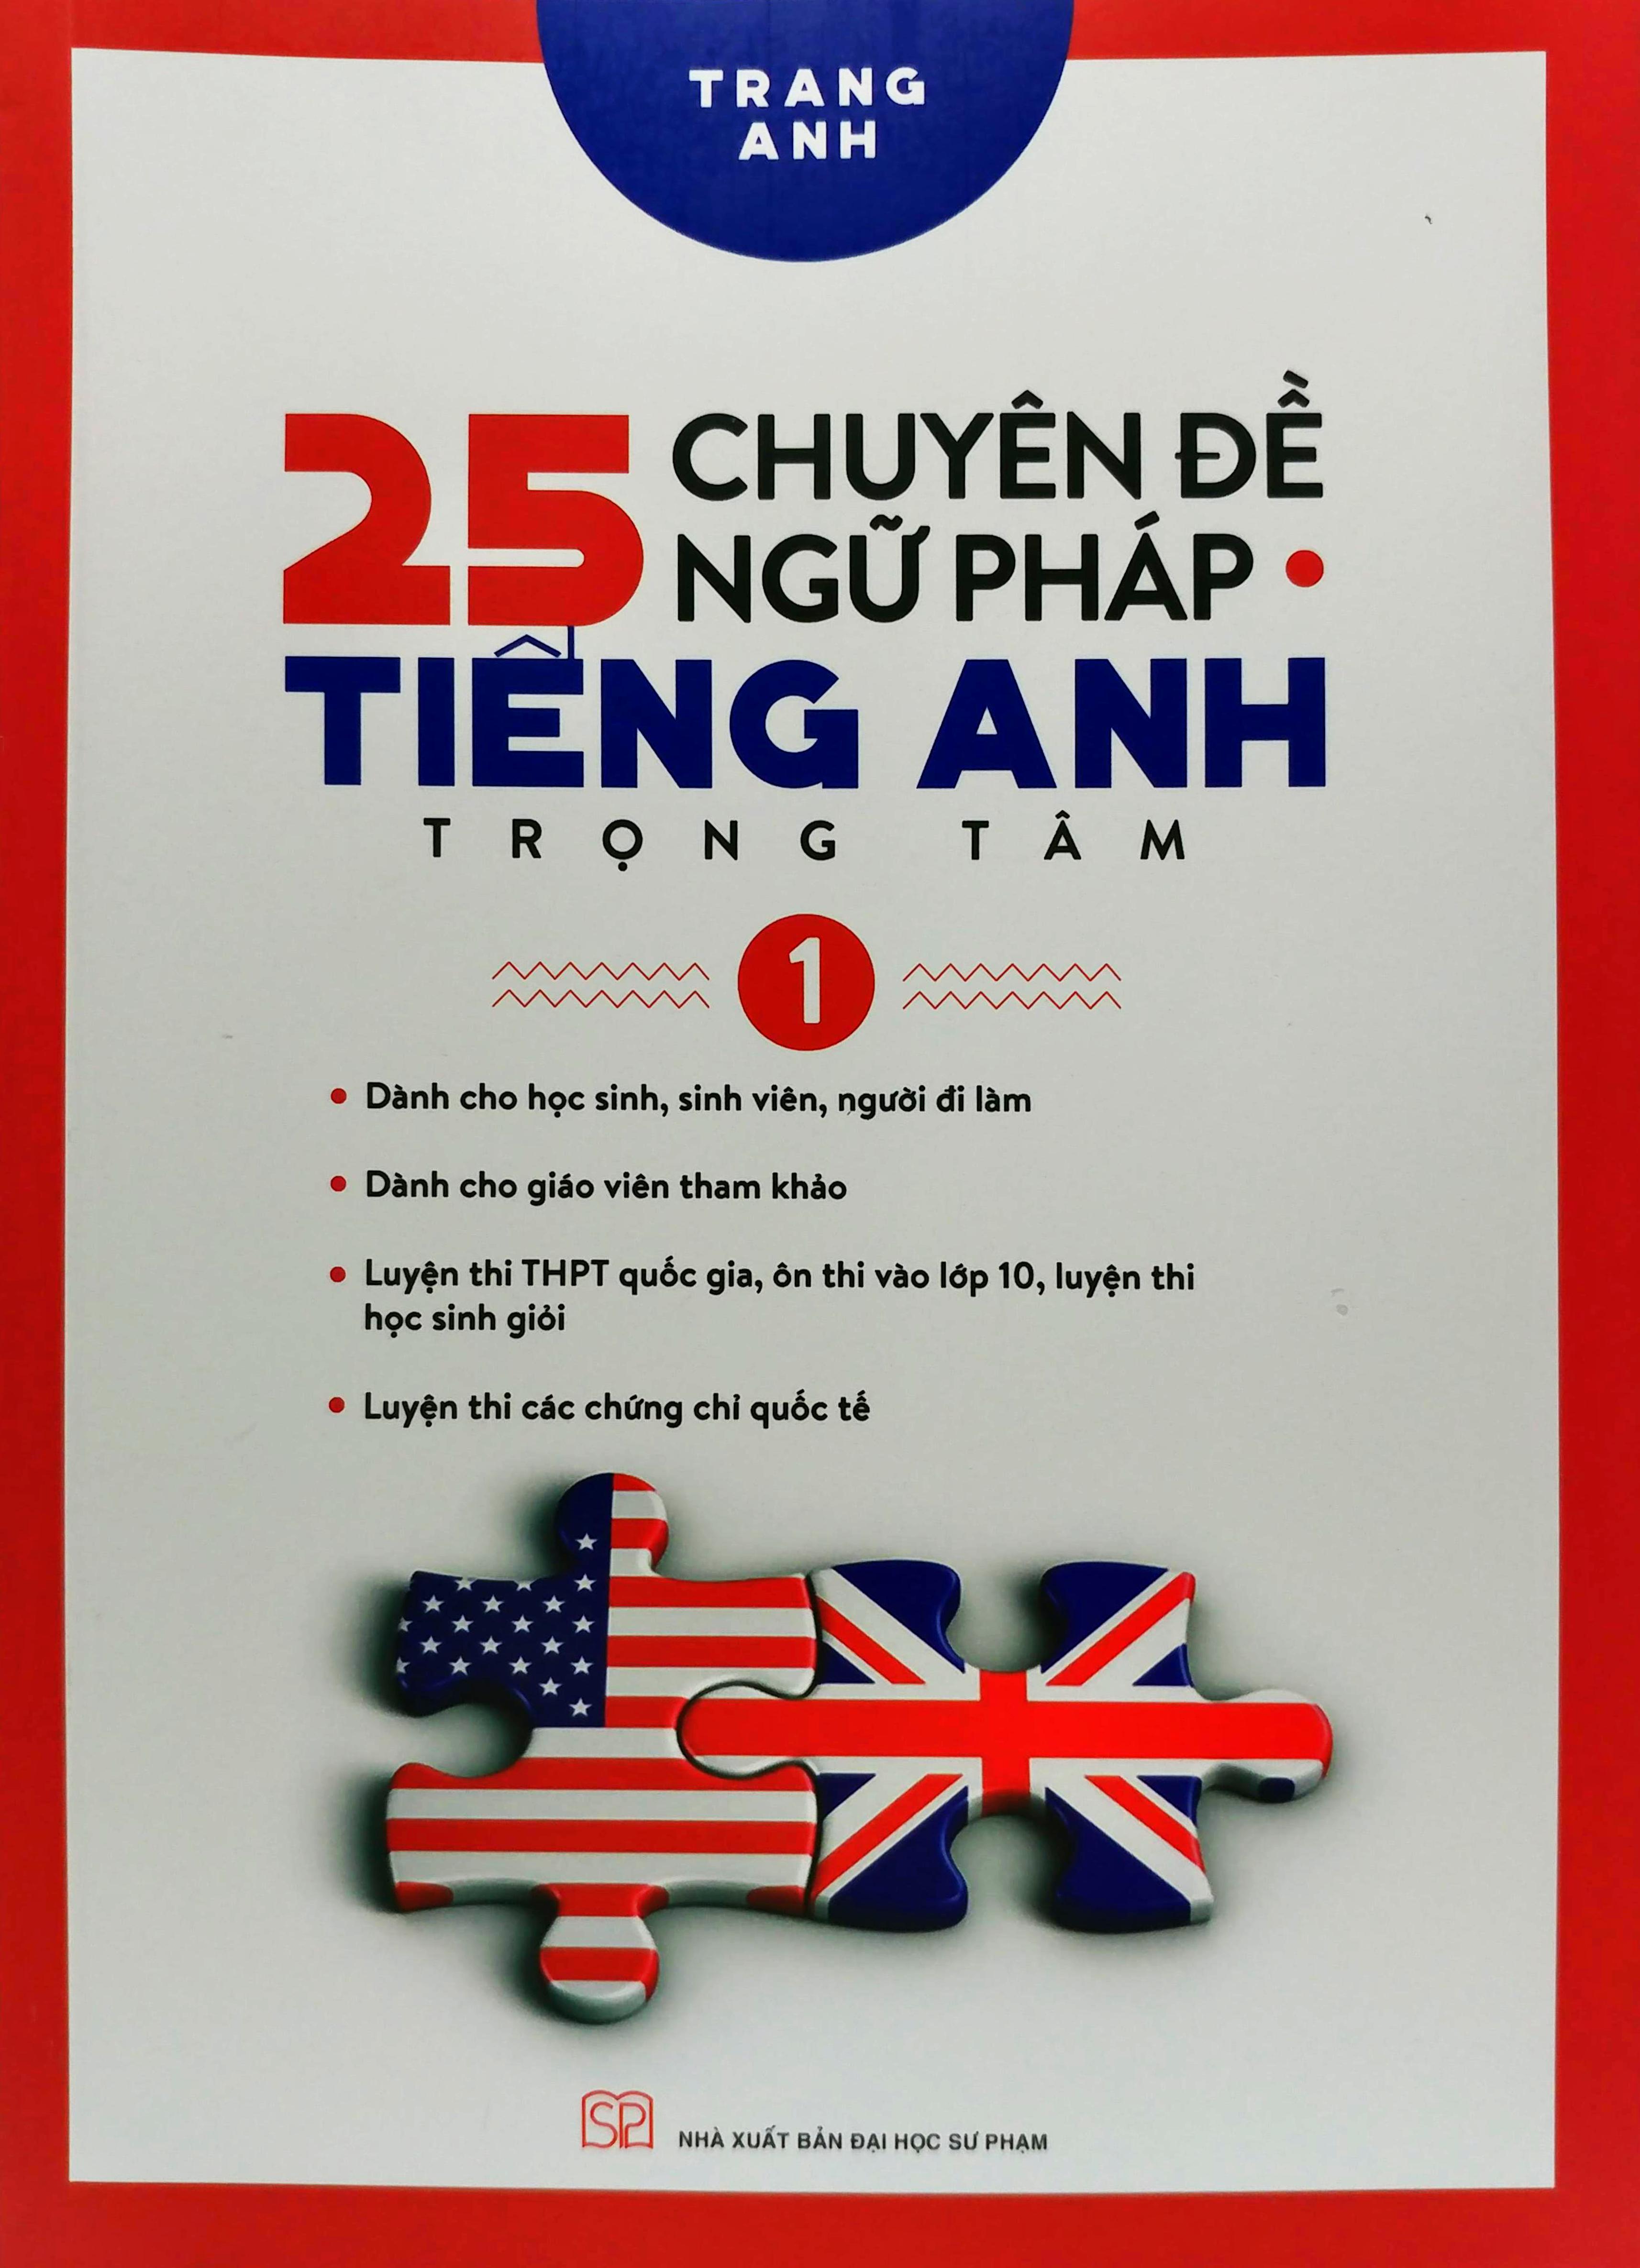 TRANG
ANH
25 CHUYÊN ĐỀ
NGỮ PHÁP
TIẾNG ANH
TRỌNG TÂM
1
• Dành cho học sinh, sinh viên, người đi làm
• Dành cho giáo viên tham khảo
• Luyện thi THPT quốc gia, ôn thi vào lớp 10, luyện thi
học sinh giỏi
• Luyện thi các chứng chỉ quốc tế
SP NHÀ XUẤT BẢN ĐẠI HỌC SƯ PHẠM